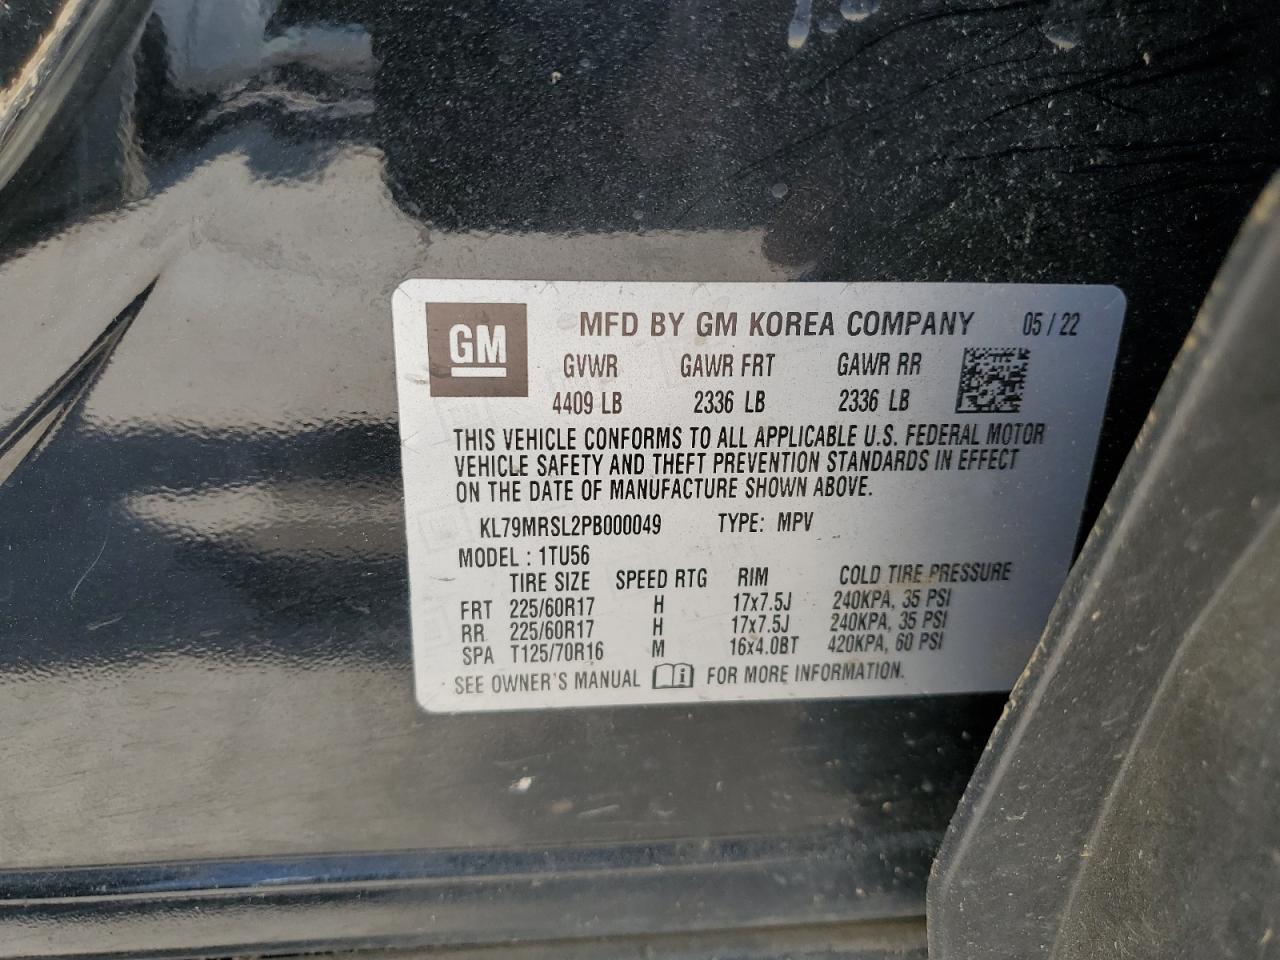 GM
MFD BY GM KOREA COMPANY 05/22
GVWR GAWR FRT GAWR RR
4409 LB 2336 LB 2336 LB
THIS VEHICLE CONFORMS TO ALL APPLICABLE U.S. FEDERAL MOTOR
VEHICLE SAFETY AND THEFT PREVENTION STANDARDS IN EFFECT
ON THE DATE OF MANUFACTURE SHOWN ABOVE.
KL79MRSL2PB000049 TYPE: MPV
MODEL : 1TU56
TIRE SIZE SPEED RTG RIM COLD TIRE PRESSURE
FRT 225/60R17 H 17x7.5J 240KPA, 35 PSI
RR 225/60R17 H 17x7.5J 240KPA, 35 PSI
SPA T125/70R16 M 16x4.0BT 420KPA, 60 PSI
SEE OWNER'S MANUAL i FOR MORE INFORMATION.